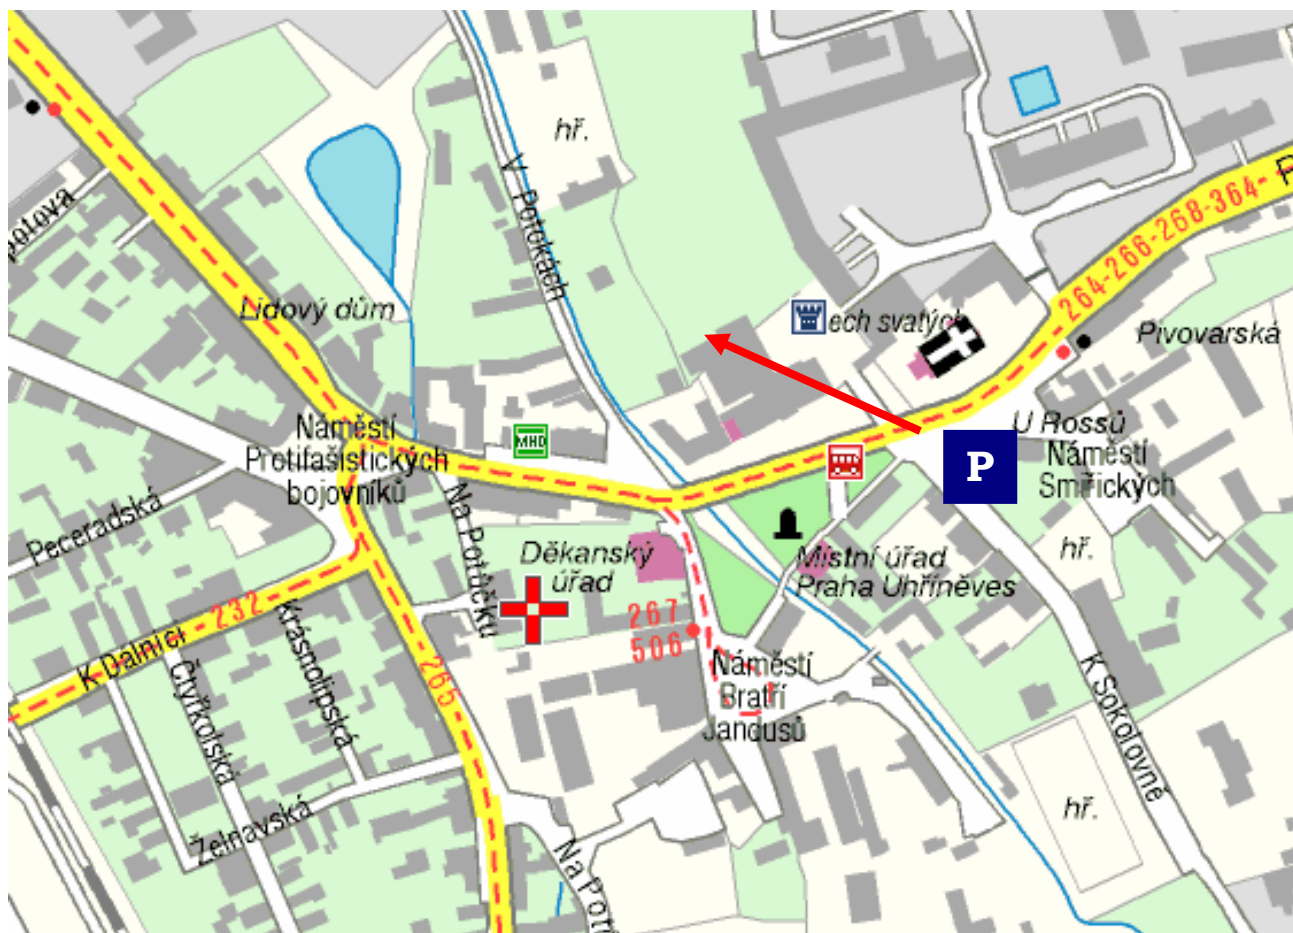 hř.
V Potokách
potova
Lidový dům
264-266-268-364-
P
ech svatých
Pivovarská
Náměstí
Protifašistických
bojovníků
MHD
U Rossů
Náměstí
Smiřických
P
Peceradská
Na Potůčku
Děkanský
úřad
Místní úřad
Praha Uhříněves
hř.
267
506
K Dálnici
232
Krásnolipská
265
Čtyřkolská
Náměstí
Bratří
Jandusů
K Sokolovně
Želnavská
hř.
Na Potů